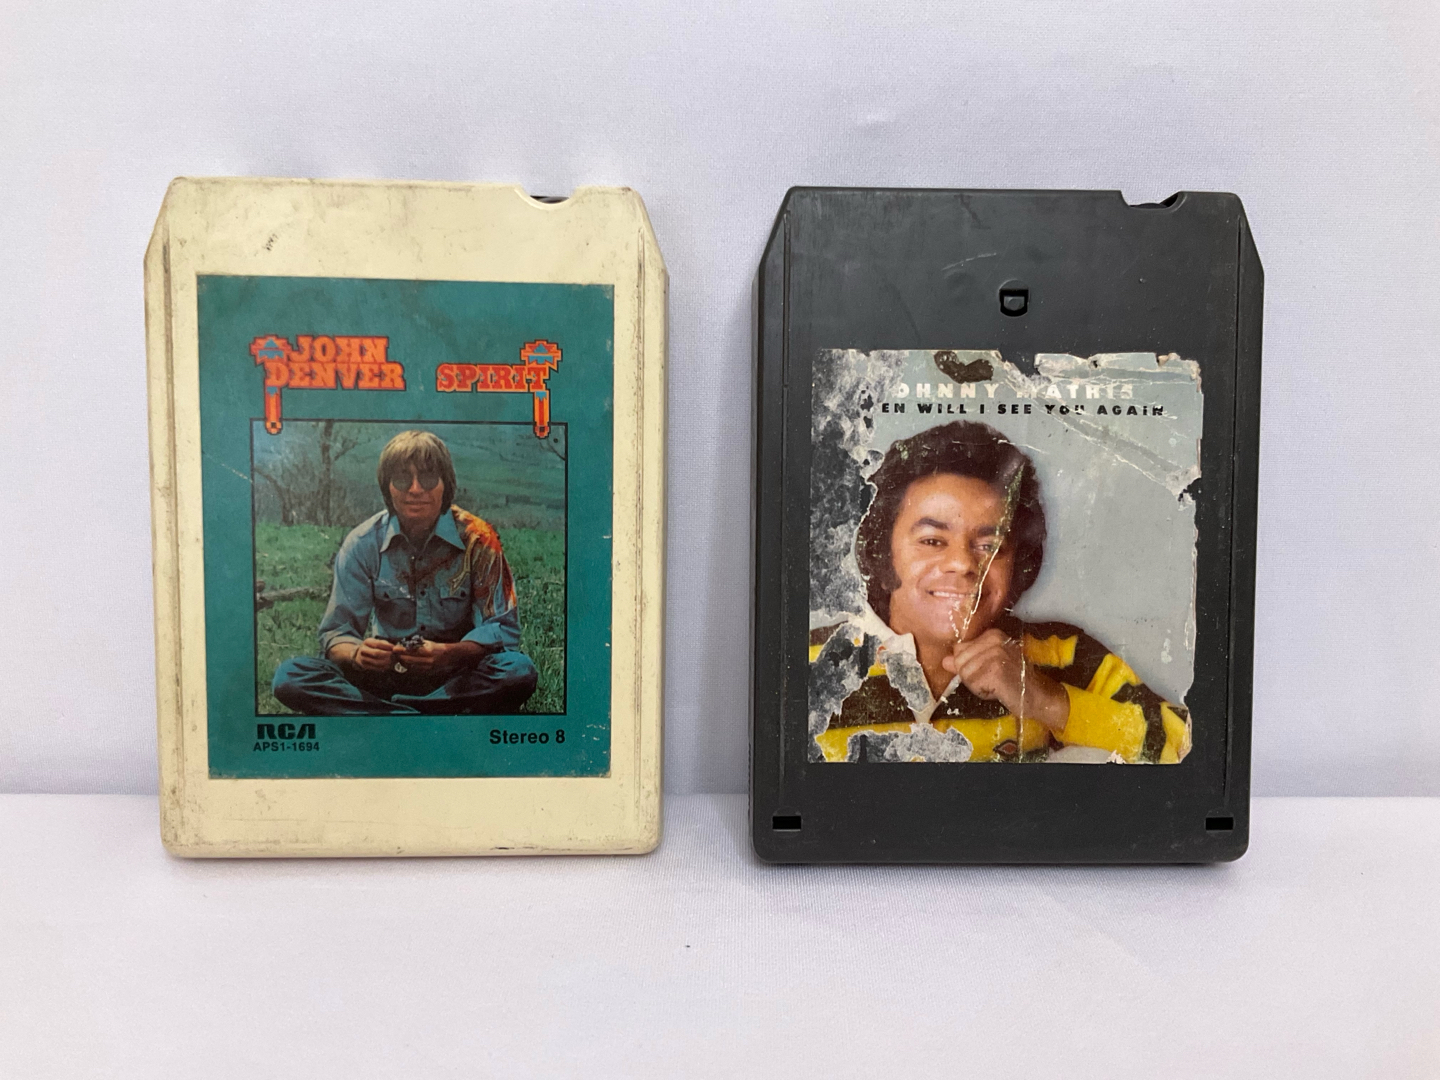 JOHN
DENVER
SPIRIT
RCA
APS1-1694
Stereo 8
OHNNY MATHIS
EN WILL I SEE YOU AGAIN